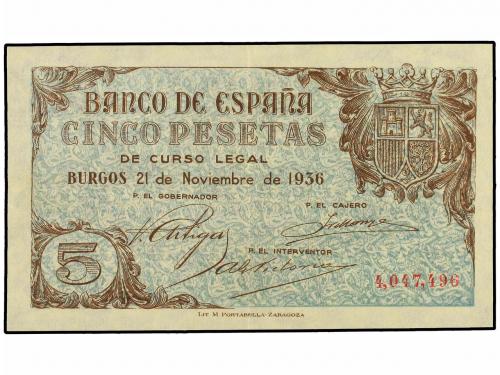 BANCO DE ESPAÑA
CINCO PESETAS
DE CURSO LEGAL
BURGOS 21 de Noviembre de 1936
P. EL GOBERNADOR
P. EL CAJERO
P. EL INTERVENTOR
5
4,047,496
LIT. M. PORTABELLA-ZARAGOZA